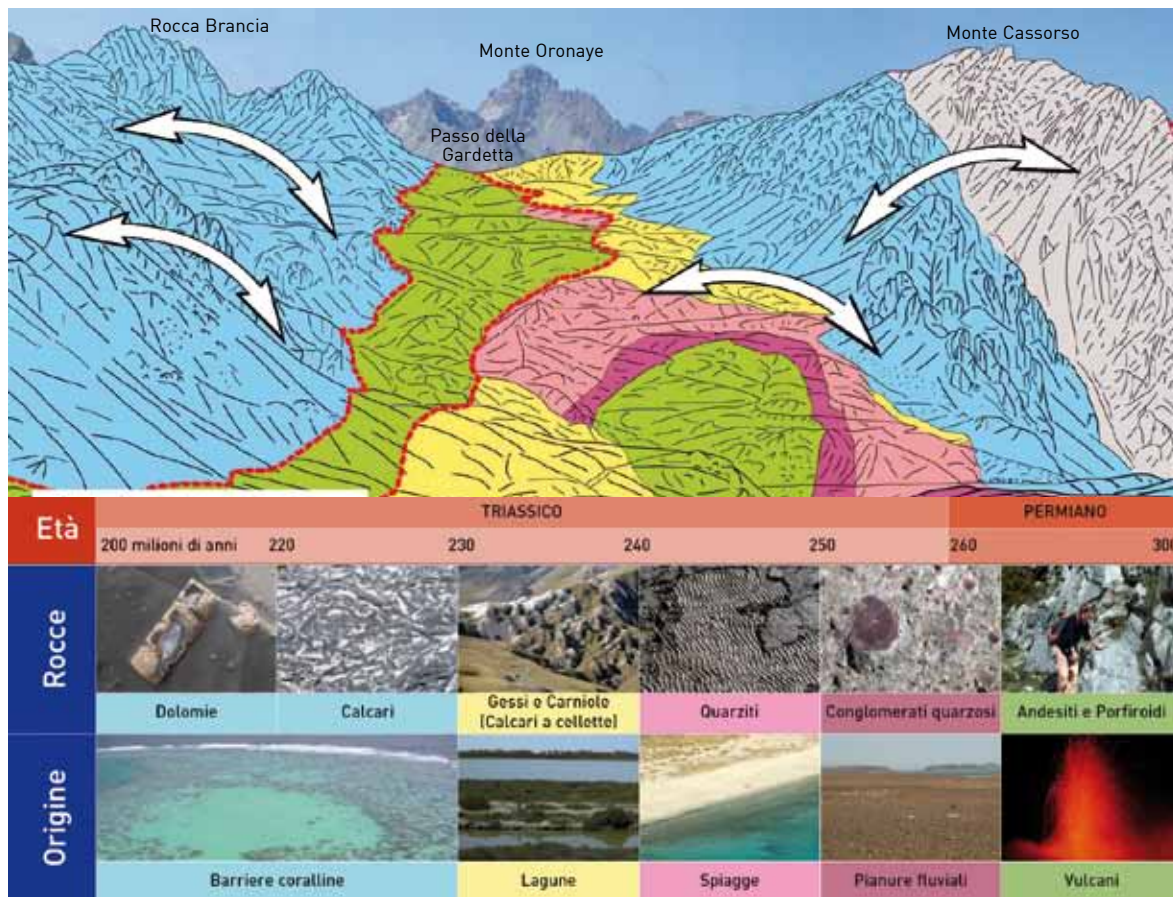 Rocca Brancia
Monte Oronaye
Monte Cassorso
Passo della
Gardetta
Età
TRIASSICO
PERMIANO
200 milioni di anni
220
230
240
250
260
300
Rocce
Dolomie
Calcari
Gessi e Carniole
(Calcari a cellette)
Quarziti
Conglomerati quarzosi
Andesiti e Porfiroidi
Origine
Barriere coralline
Lagune
Spiagge
Pianure fluviali
Vulcani